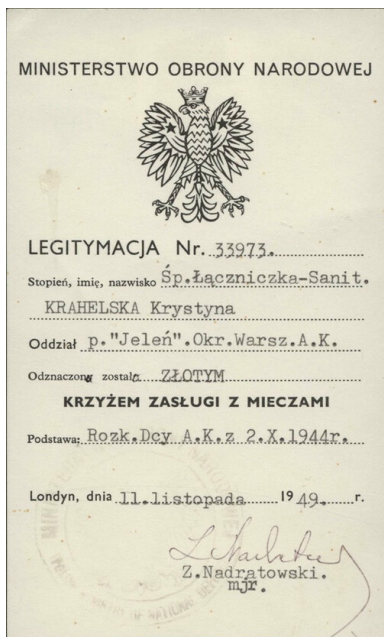 MINISTERSTWO OBRONY NARODOWEJ
LEGITYMACJA Nr. 33973.
Stopień, imię, nazwisko Śp.Łączniczka-Sanit.
KRAHELSKA Krystyna
Oddział p."Jeleń".Okr.Warsz.A.K.
Odznaczona została ZŁOTYM
KRZYŻEM ZASŁUGI Z MIECZAMI
Podstawa: Rozk.Dcy A.K.z 2.X.1944r.
Londyn, dnia 11.listopada 1949. r.
Z.Nadratowski.
mjr.